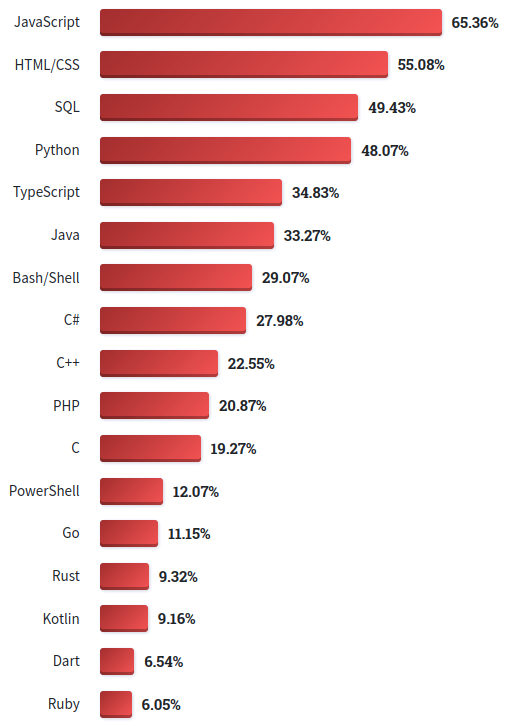 JavaScript 65.36%
HTML/CSS 55.08%
SQL 49.43%
Python 48.07%
TypeScript 34.83%
Java 33.27%
Bash/Shell 29.07%
C# 27.98%
C++ 22.55%
PHP 20.87%
C 19.27%
PowerShell 12.07%
Go 11.15%
Rust 9.32%
Kotlin 9.16%
Dart 6.54%
Ruby 6.05%